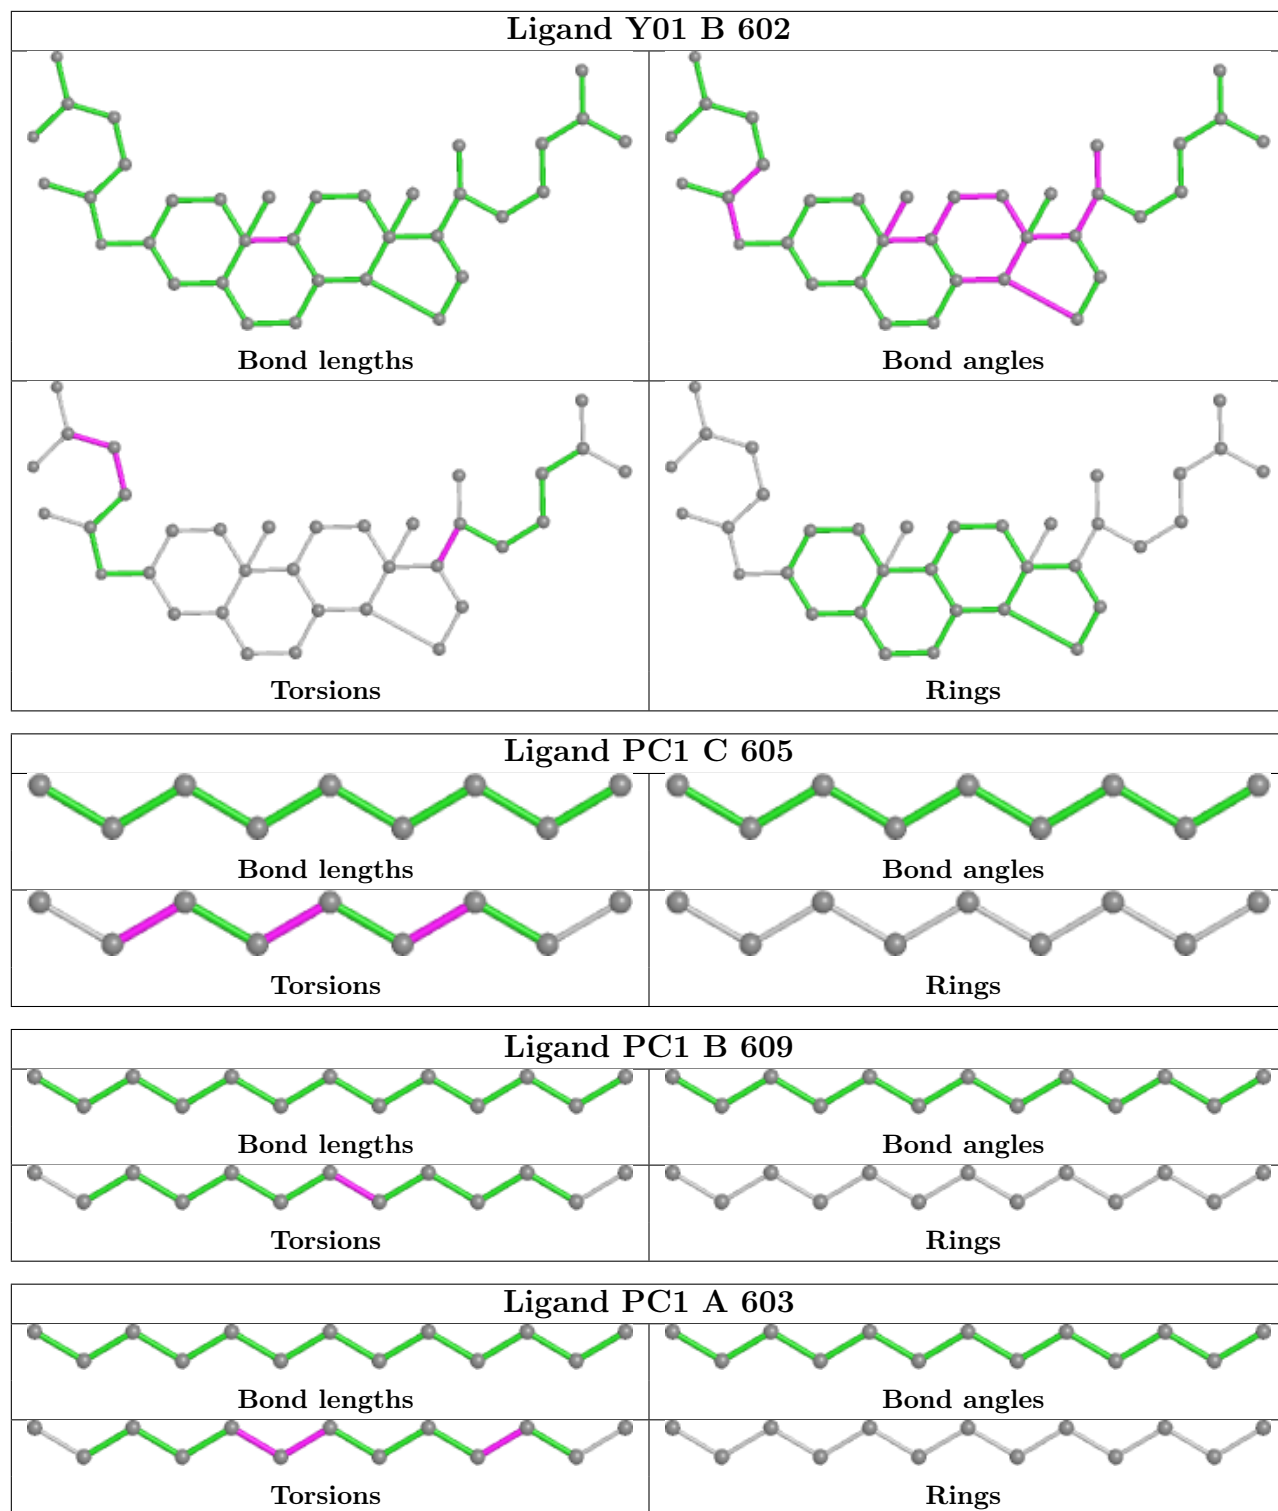 Ligand Y01 B 602
Bond lengths
Bond angles
Torsions
Rings
Ligand PC1 C 605
Bond lengths
Bond angles
Torsions
Rings
Ligand PC1 B 609
Bond lengths
Bond angles
Torsions
Rings
Ligand PC1 A 603
Bond lengths
Bond angles
Torsions
Rings